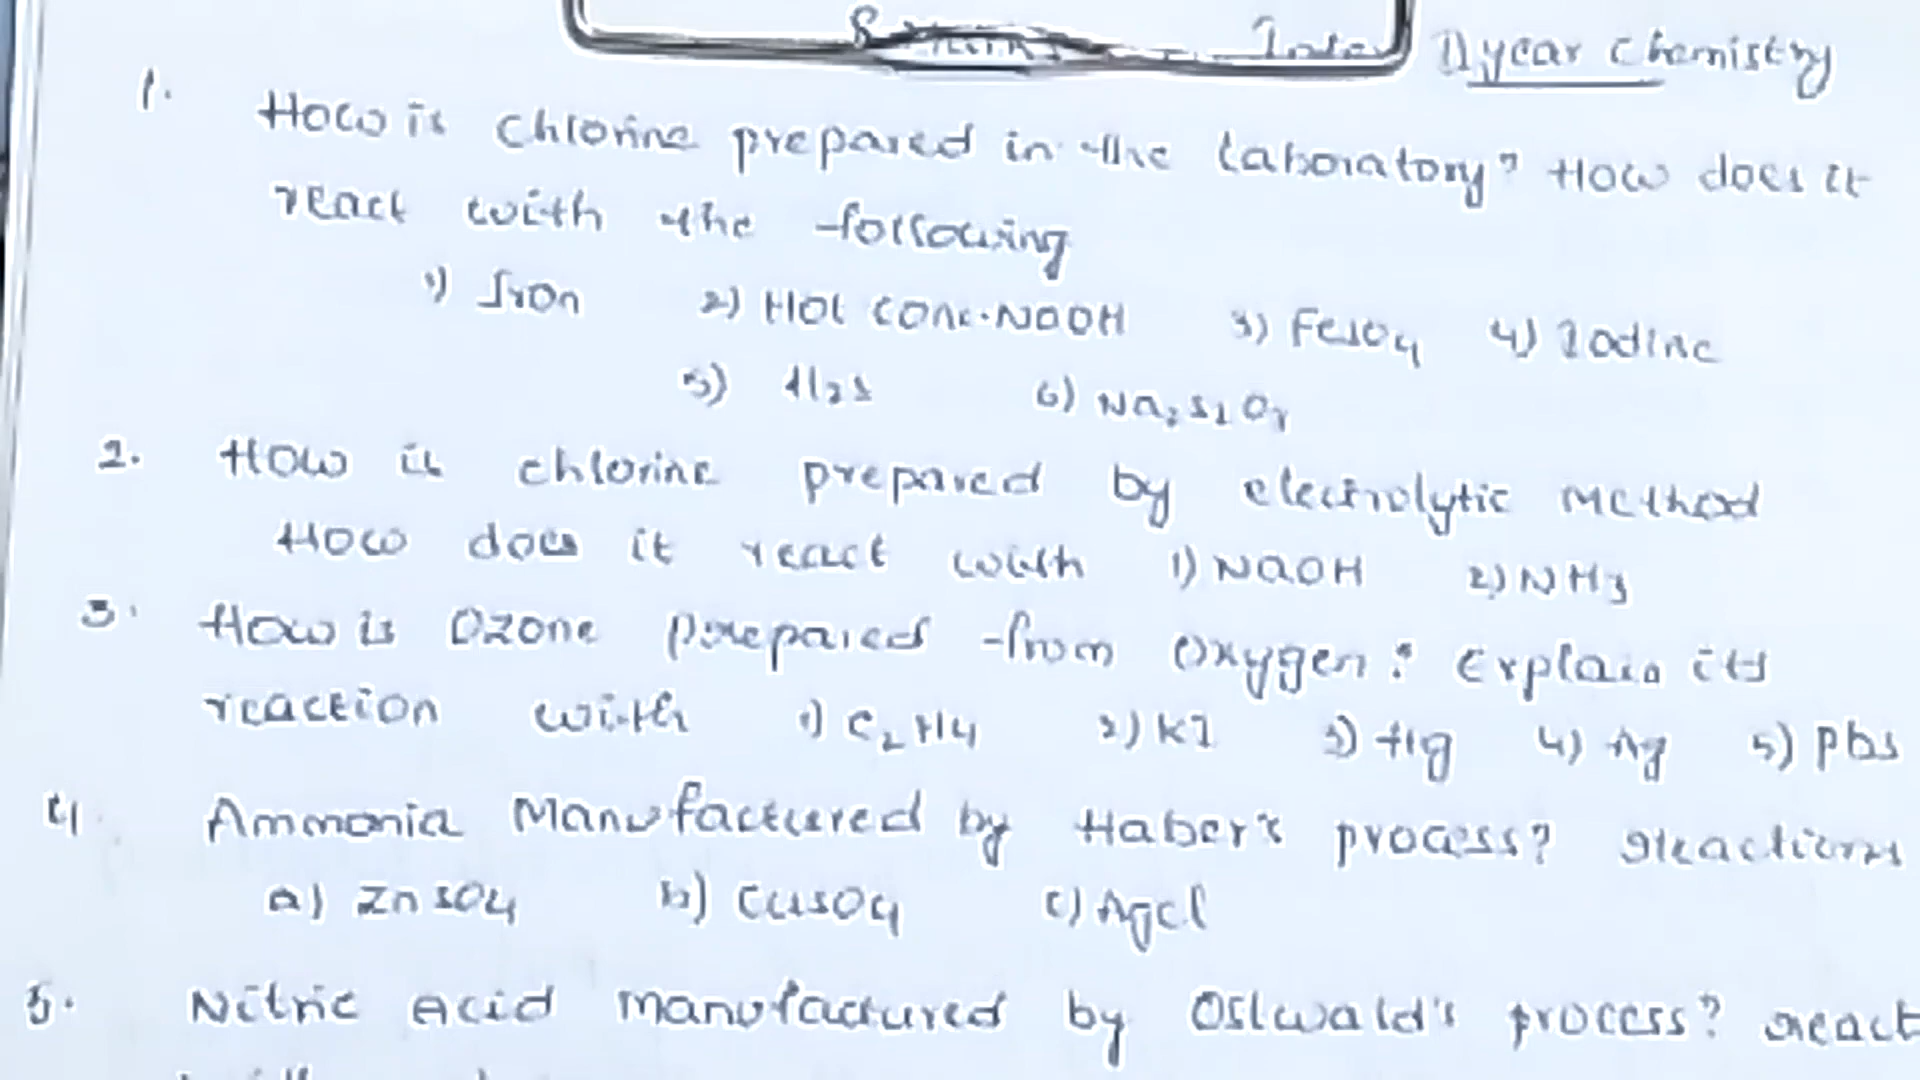 II year chemistry
1. How is chlorine prepared in the laboratory? How does it
react with the following
1) Iron 2) Hot conc. NaOH 3) FeSO4 4) Iodine
5) H2S 6) Na2S2O3
2. How is chlorine prepared by electrolytic method
How does it react with 1) NaOH 2) NH3
3. How is Ozone prepared from Oxygen? Explain its
reaction with 1) C2H4 2) KI 3) Hg 4) Ag 5) Pbs
4. Ammonia Manufactured by Haber's process? reactions
a) ZnSO4 b) CuSO4 c) AgCl
5. Nitric Acid manufactured by Ostwald's process? react